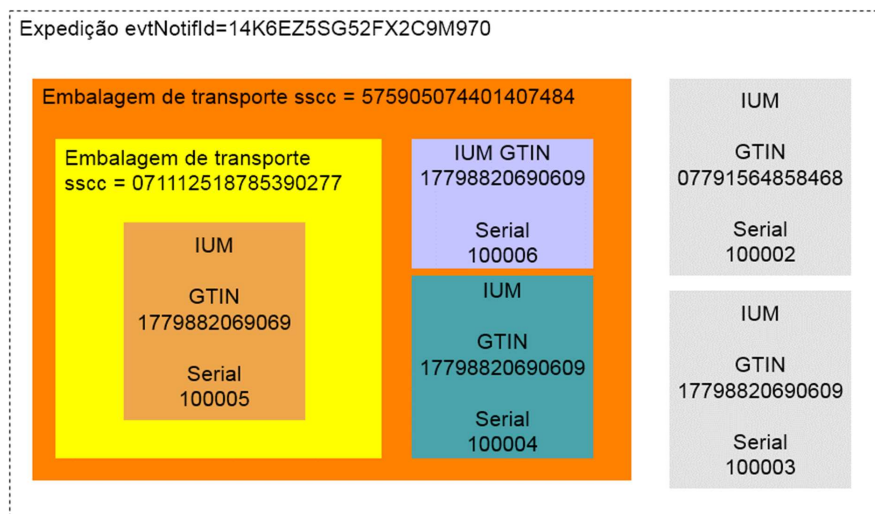 Expedição evtNotifId=14K6EZ5SG52FX2C9M970
Embalagem de transporte sscc = 575905074401407484
Embalagem de transporte
sscc = 071112518785390277
IUM
GTIN
1779882069069
Serial
100005
IUM GTIN
17798820690609
Serial
100006
IUM
GTIN
17798820690609
Serial
100004
IUM
GTIN
07791564858468
Serial
100002
IUM
GTIN
17798820690609
Serial
100003